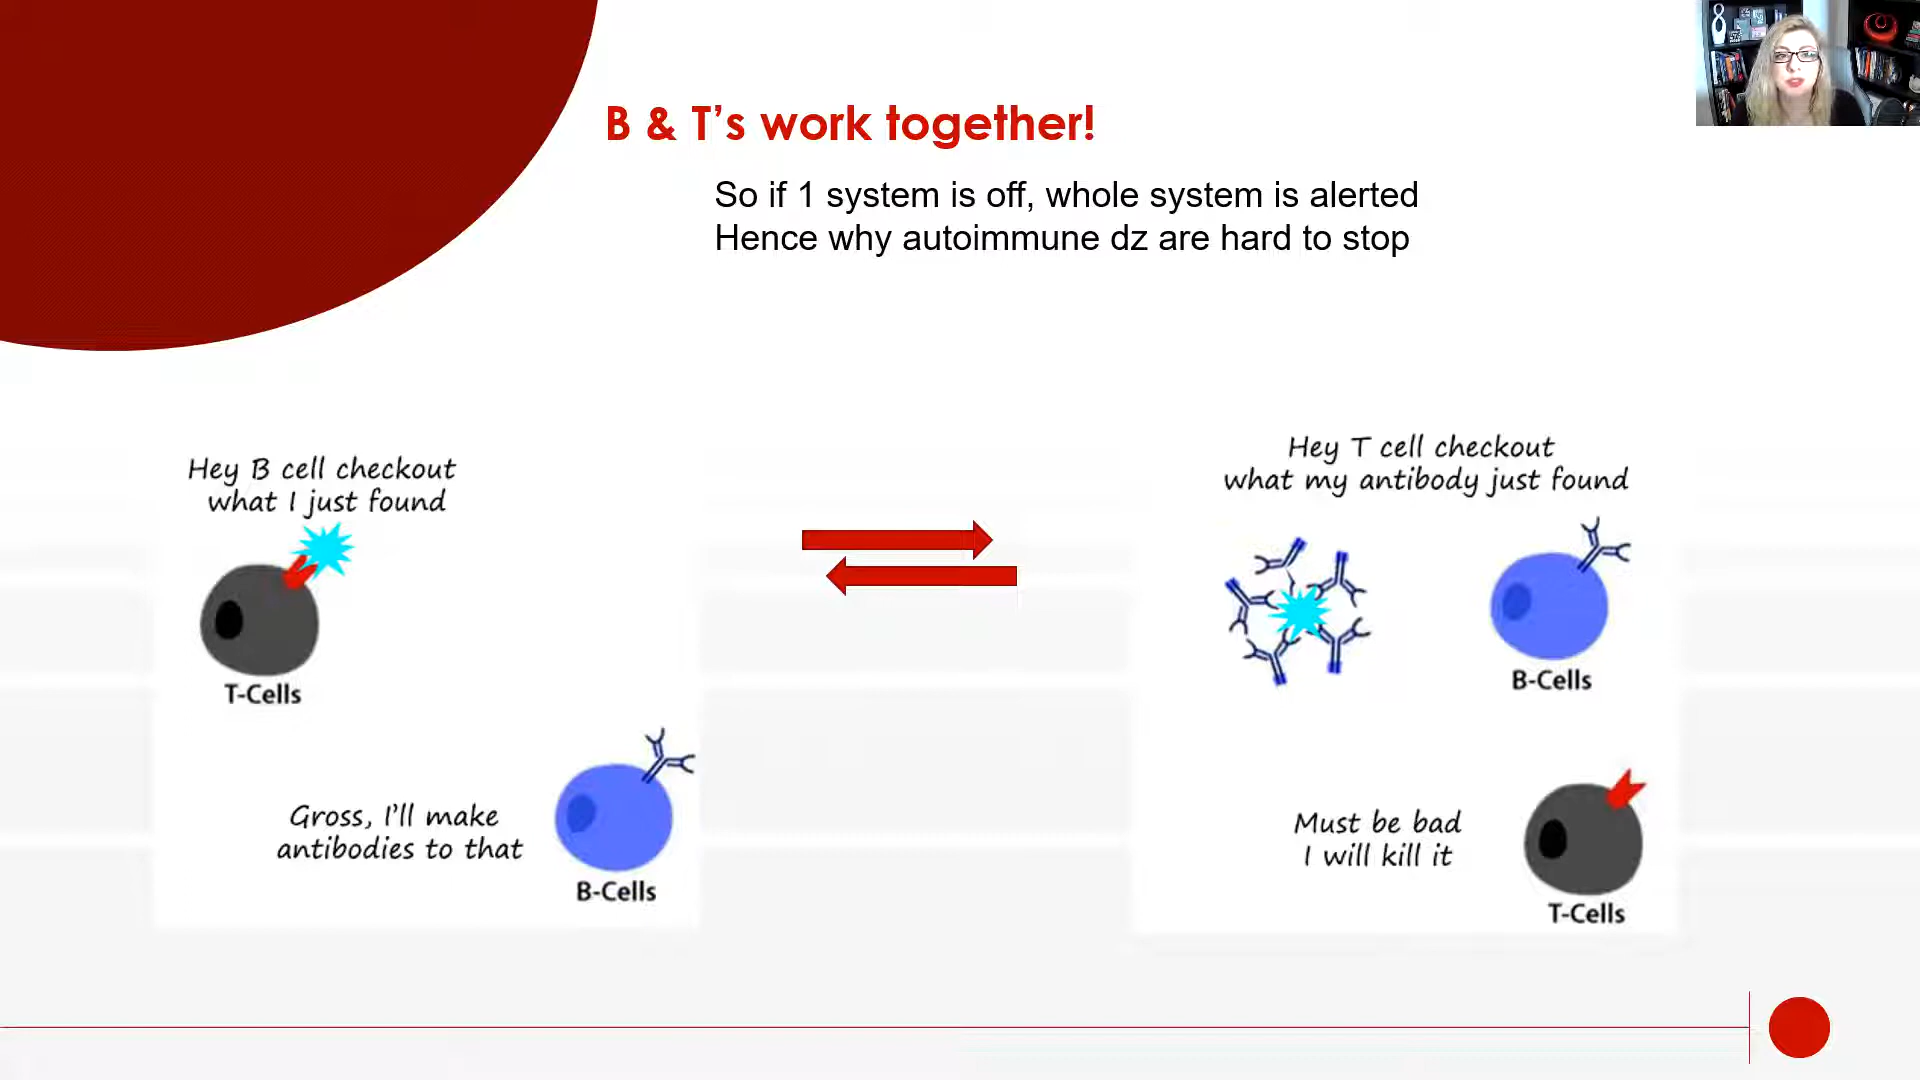 B & T’s work together!
So if 1 system is off, whole system is alerted
Hence why autoimmune dz are hard to stop
Hey B cell checkout
what I just found
T-Cells
Gross, I'll make
antibodies to that
B-Cells
Hey T cell checkout
what my antibody just found
B-Cells
Must be bad
I will kill it
T-Cells